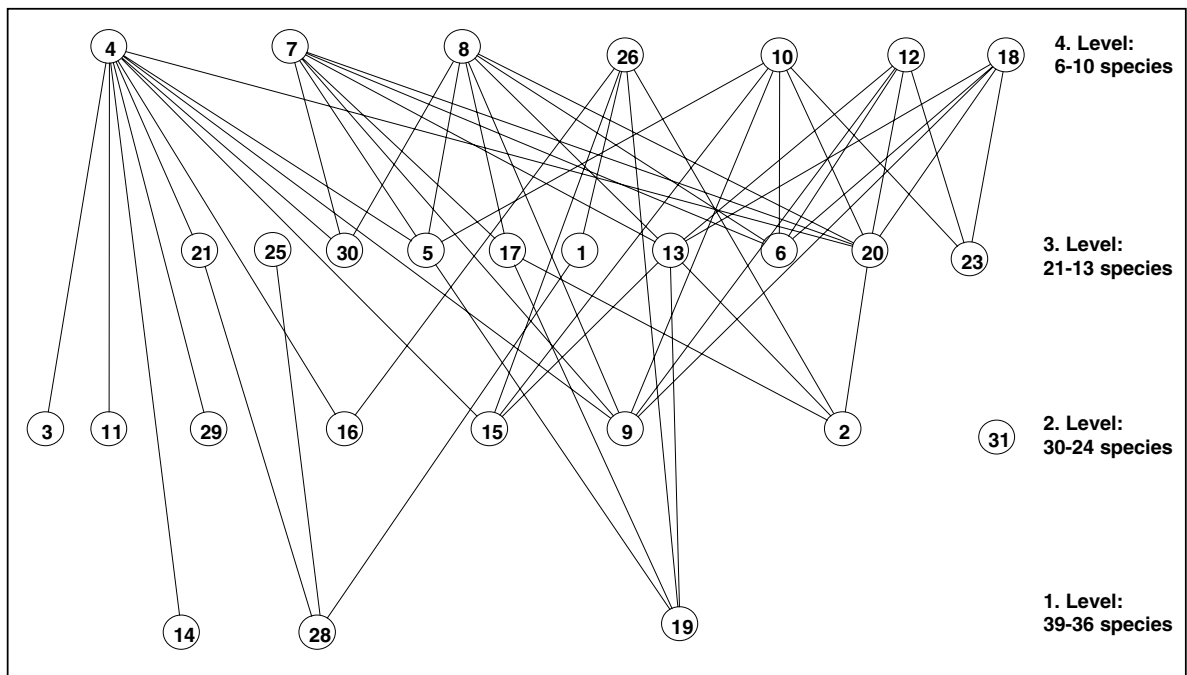 4 7 8 26 10 12 18
4. Level:
6-10 species
21 25 30 5 17 1 13 6 20 23
3. Level:
21-13 species
3 11 29 16 15 9 2 31
2. Level:
30-24 species
14 28 19
1. Level:
39-36 species